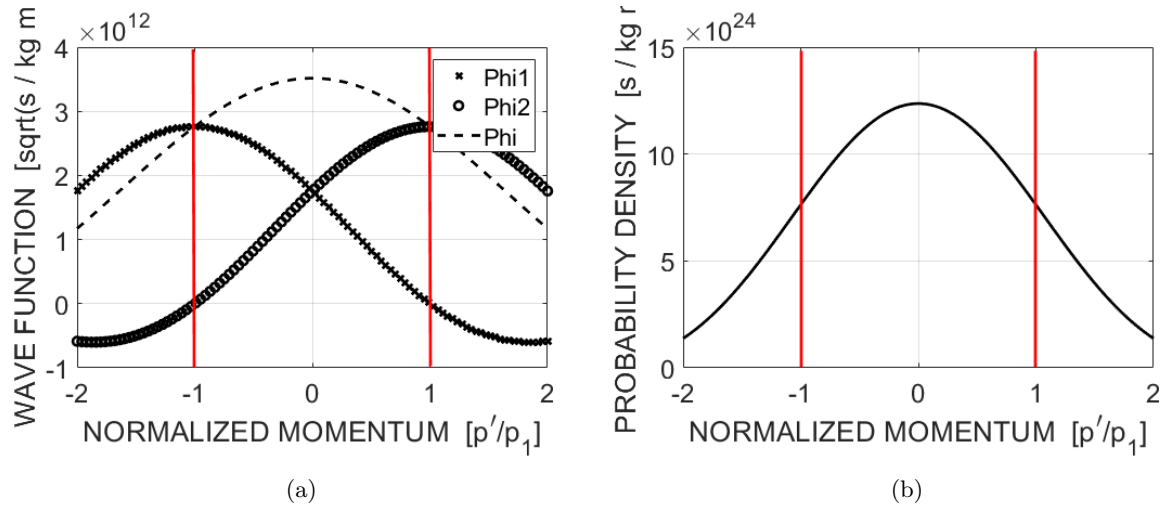 ×10^12
WAVE FUNCTION [sqrt(s / kg m
4
3
2
1
0
-1
Phi1
Phi2
Phi
-2 -1 0 1 2
NORMALIZED MOMENTUM [p'/p_1]
(a)
×10^24
PROBABILITY DENSITY [s / kg
15
10
5
0
-2 -1 0 1 2
NORMALIZED MOMENTUM [p'/p_1]
(b)